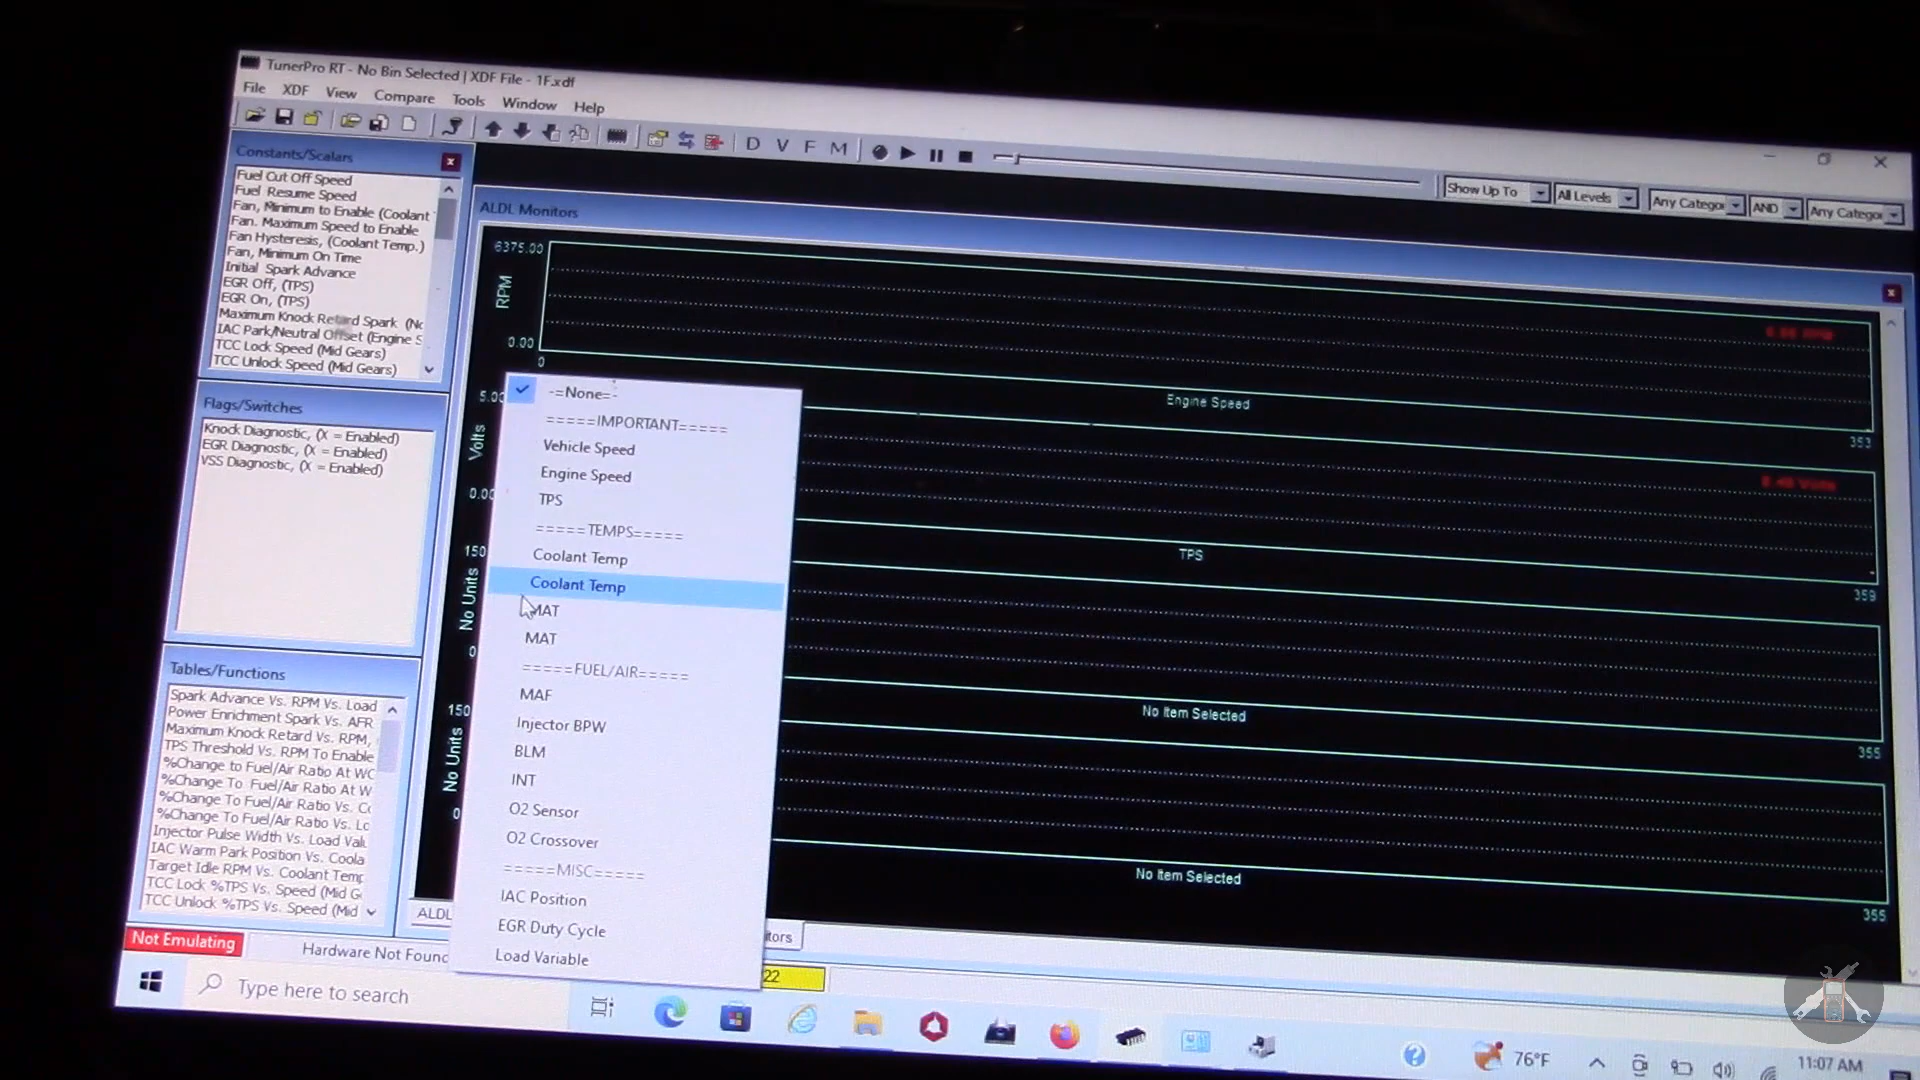 TunerPro RT - No Bin Selected | XDF File - 1F.xdf
File XDF View Compare Tools Window Help
D V F M
Show Up To All Levels Any Catego AND Any Catego
Constants/Scalars
Fuel Cut Off Speed
Fuel Resume Speed
Fan, Minimum to Enable (Coolant
Fan. Maximum Speed to Enable
Fan Hysteresis, (Coolant Temp.)
Fan, Minimum On Time
Initial Spark Advance
EGR Off, (TPS)
EGR On, (TPS)
Maximum Knock Retard Spark (No
IAC Park/Neutral Offset (Engine S
TCC Lock Speed (Mid Gears)
TCC Unlock Speed (Mid Gears)
Flags/Switches
Knock Diagnostic, (X = Enabled)
EGR Diagnostic, (X = Enabled)
VSS Diagnostic, (X = Enabled)
Tables/Functions
Spark Advance Vs. RPM Vs. Load
Power Enrichment Spark Vs. AFR
Maximum Knock Retard Vs. RPM,
TPS Threshold Vs. RPM To Enable
%Change to Fuel/Air Ratio At WO
%Change To Fuel/Air Ratio At W
%Change To Fuel/Air Ratio Vs. Co
%Change To Fuel/Air Ratio Vs. Lo
Injector Pulse Width Vs. Load Valu
IAC Warm Park Position Vs. Coola
Target Idle RPM Vs. Coolant Temp
TCC Lock %TPS Vs. Speed (Mid G
TCC Unlock %TPS Vs. Speed (Mid
ALDL Monitors
6375.00
RPM
0.00
0
Engine Speed
353
5.00
Volts
0.00
TPS
359
150
No Units
0
No Item Selected
355
150
No Units
0
No Item Selected
355
-=None=-
=====IMPORTANT=====
Vehicle Speed
Engine Speed
TPS
=====TEMPS=====
Coolant Temp
Coolant Temp
MAT
MAT
=====FUEL/AIR=====
MAF
Injector BPW
BLM
INT
O2 Sensor
O2 Crossover
=====MISC=====
IAC Position
EGR Duty Cycle
Load Variable
ALDL
itors
Not Emulating
Hardware Not Found
22
Type here to search
76°F
11:07 AM